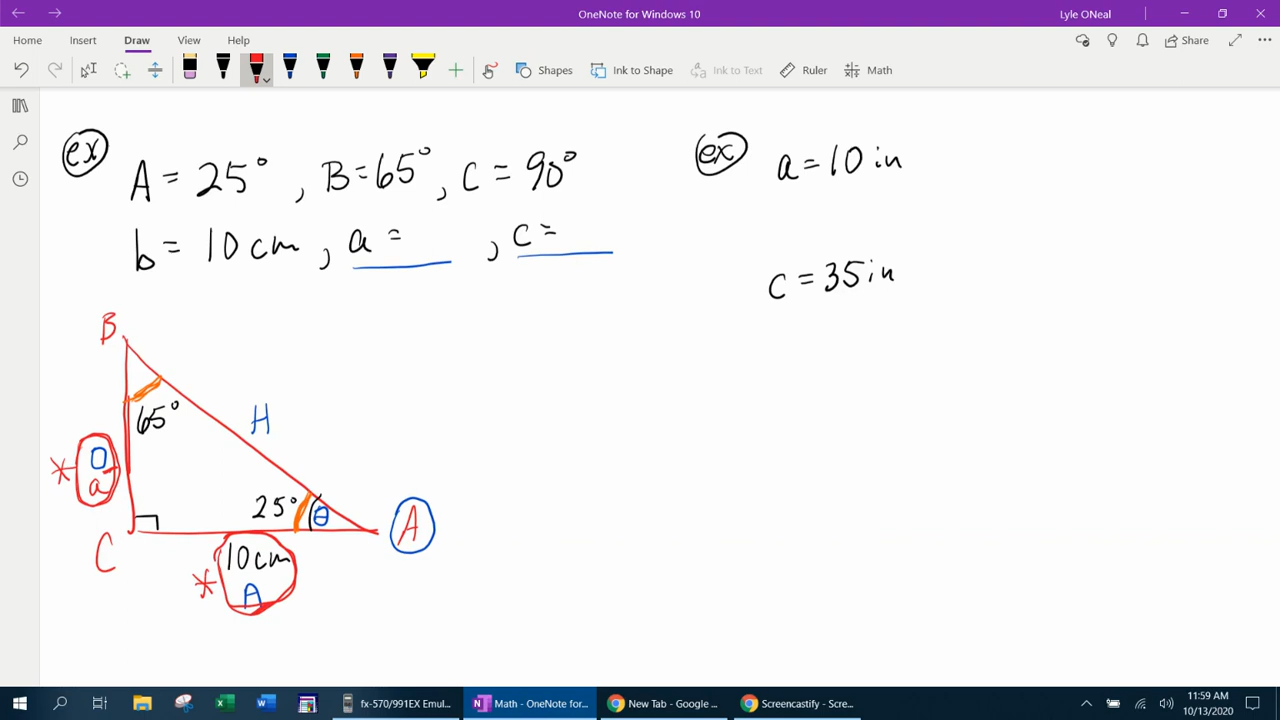 OneNote for Windows 10
Lyle ONeal
Home Insert Draw View Help
Share
Shapes Ink to Shape Ink to Text Ruler Math
ex A = 25°, B = 65°, C = 90°
b = 10 cm, a = , c =
ex a = 10 in
c = 35 in
B
65°
H
O
a
*
25° θ A
C
10 cm
*
A
fx-570/991EX Emul...
Math - OneNote for...
New Tab - Google ...
Screencastify - Scre...
11:59 AM
10/13/2020